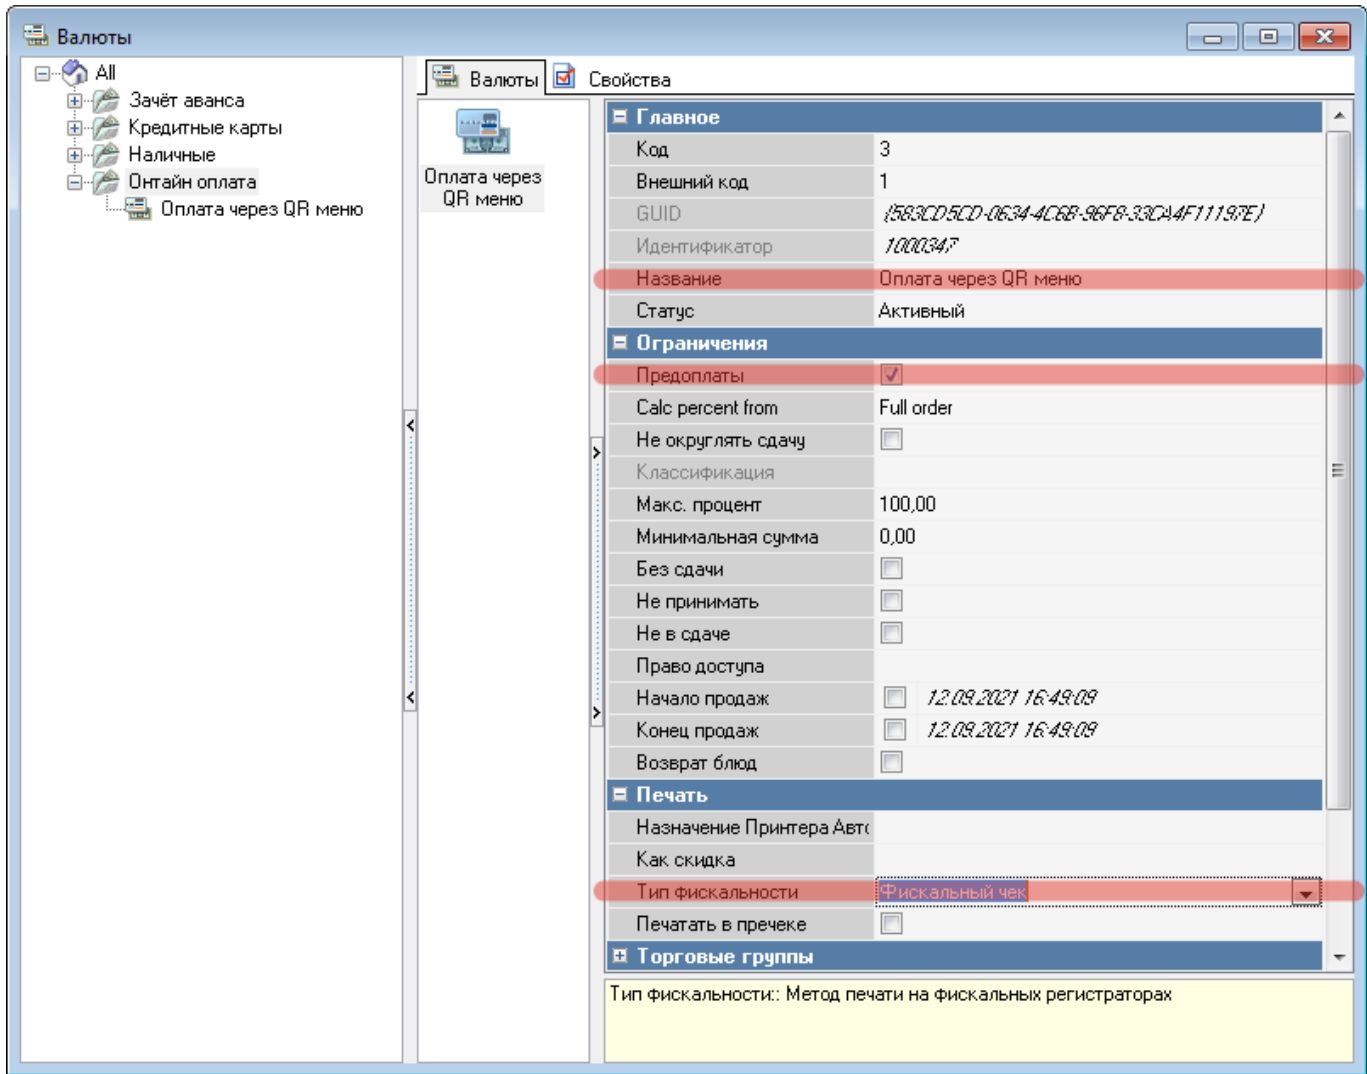 Валюты
All
Зачёт аванса
Кредитные карты
Наличные
Онтайн оплата
Оплата через QR меню
Валюты
Свойства
Оплата через
QR меню
Главное
Код 3
Внешний код 1
GUID {583CD5CD-0634-4C6B-96F8-33CA4F11197E}
Идентификатор 1000347
Название Оплата через QR меню
Статус Активный
Ограничения
Предоплаты
Calc percent from Full order
Не округлять сдачу
Классификация
Макс. процент 100,00
Минимальная сумма 0,00
Без сдачи
Не принимать
Не в сдаче
Право доступа
Начало продаж 12.09.2021 16:49:09
Конец продаж 12.09.2021 16:49:09
Возврат блюд
Печать
Назначение Принтера Авто
Как скидка
Тип фискальности Фискальный чек
Печатать в пречеке
Торговые группы
Тип фискальности:: Метод печати на фискальных регистраторах